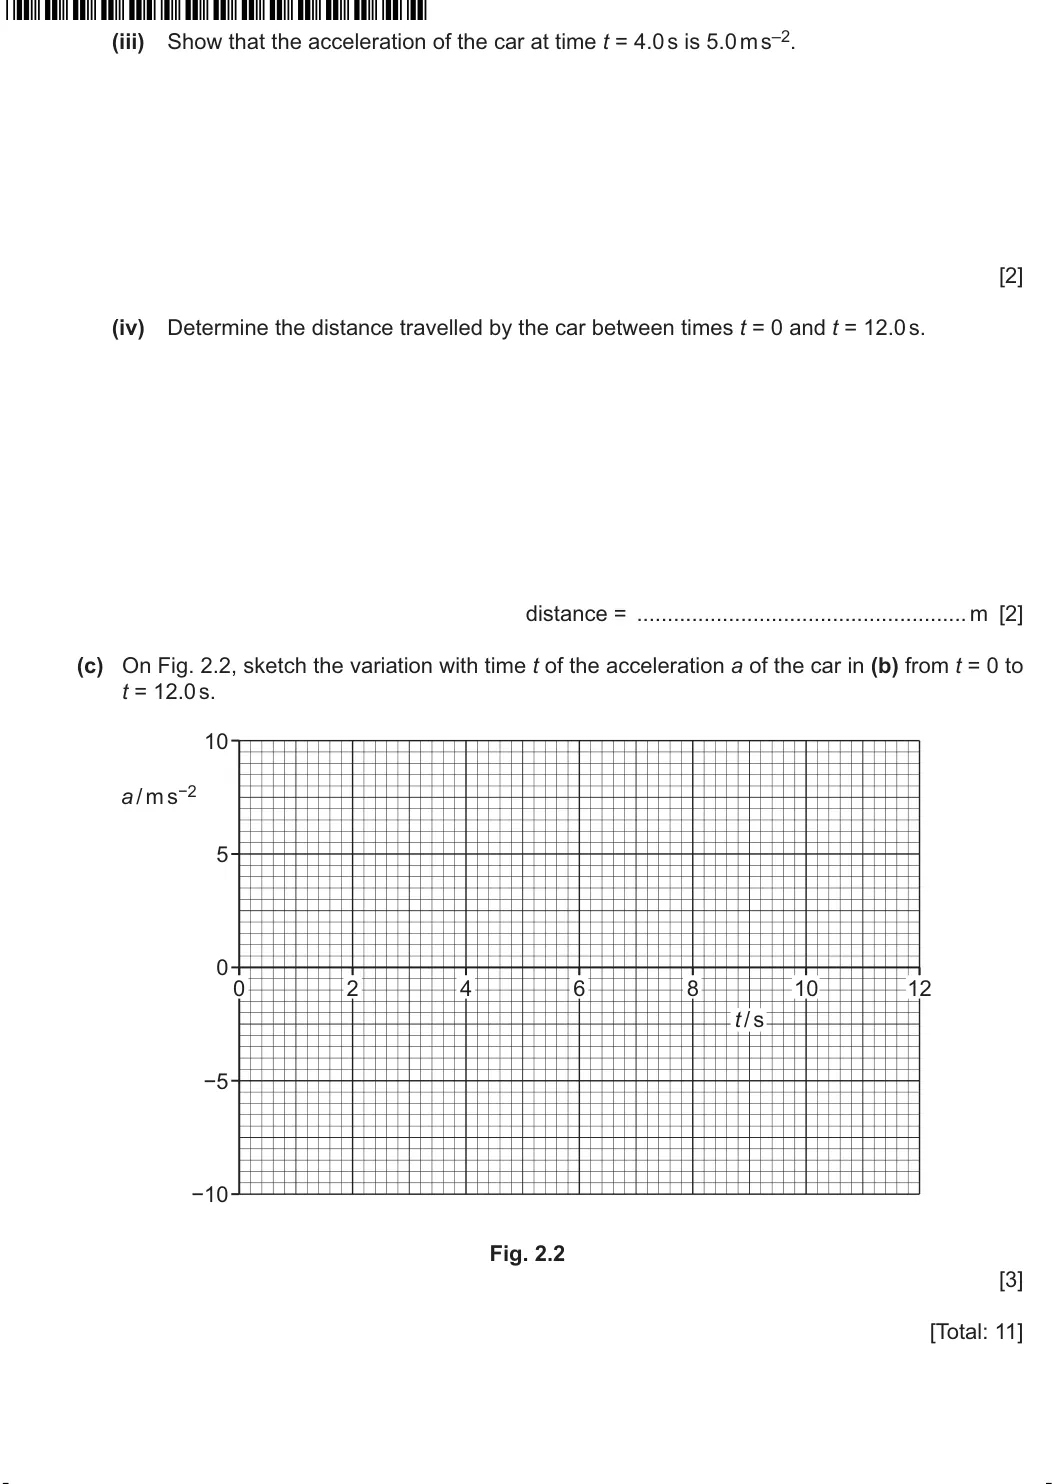 (iii) Show that the acceleration of the car at time t = 4.0 s is 5.0 m s⁻².
[2]
(iv) Determine the distance travelled by the car between times t = 0 and t = 12.0 s.
distance = ....................................................... m [2]
(c) On Fig. 2.2, sketch the variation with time t of the acceleration a of the car in (b) from t = 0 to
t = 12.0 s.
10
a / m s⁻²
5
0
0 2 4 6 8 10 12
t / s
−5
−10
Fig. 2.2
[3]
[Total: 11]